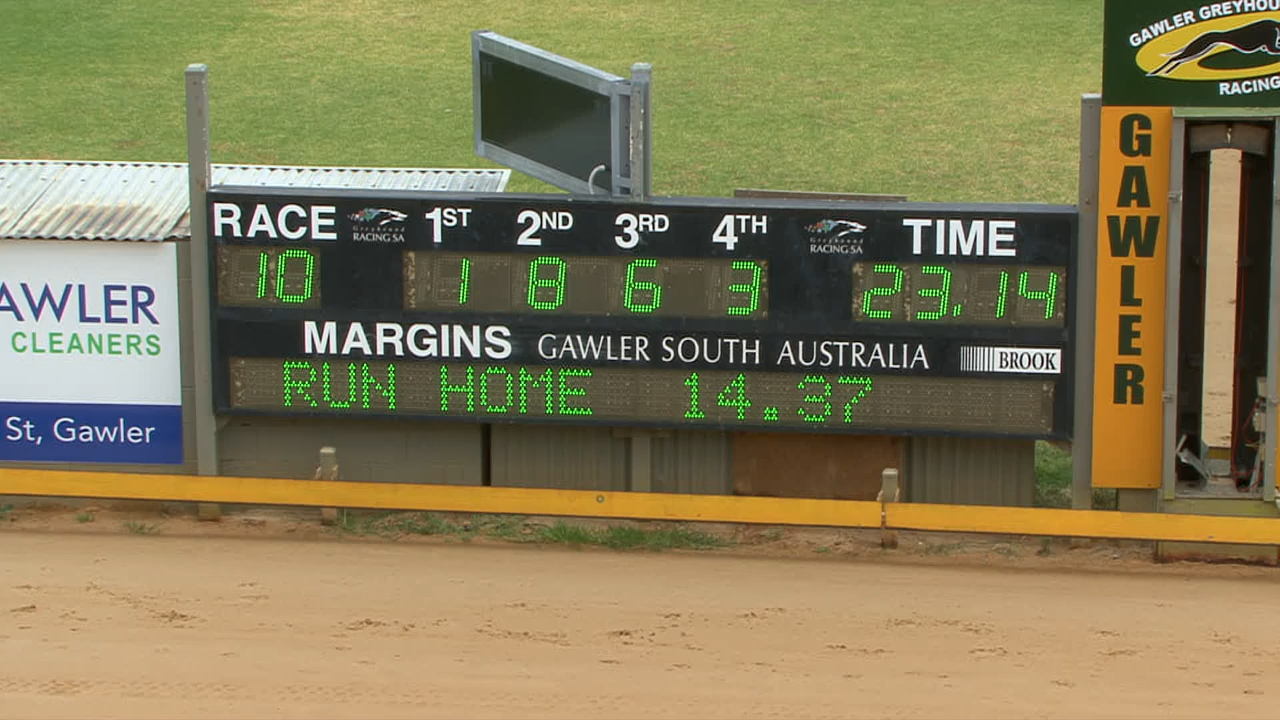 GAWLER GREYHOU
RACING
GAWLER
RACE
Greyhound
RACING SA
1ST
2ND
3RD
4TH
Greyhound
RACING SA
TIME
10
1
8
6
3
23.14
MARGINS
GAWLER SOUTH AUSTRALIA
BROOK
RUN HOME 14.37
AWLER
CLEANERS
St, Gawler